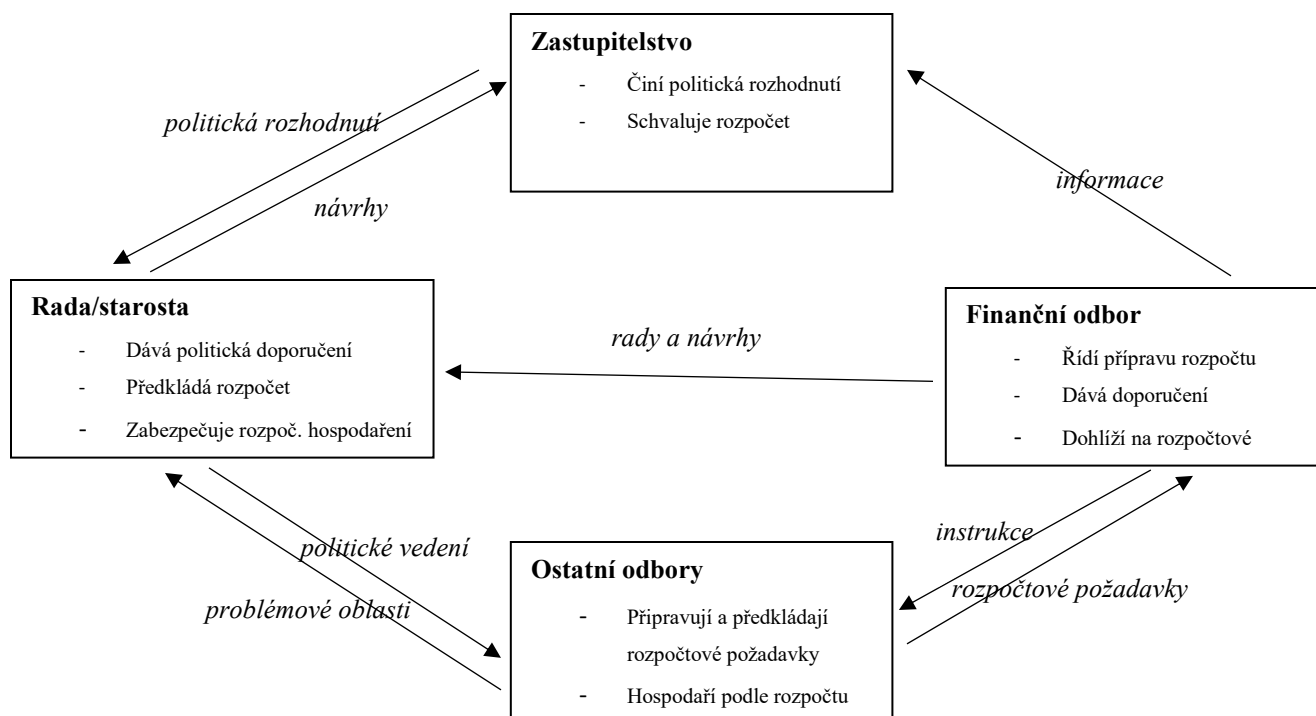 Zastupitelstvo
- Činí politická rozhodnutí
- Schvaluje rozpočet
politická rozhodnutí
návrhy
informace
Rada/starosta
- Dává politická doporučení
- Předkládá rozpočet
- Zabezpečuje rozpoč. hospodaření
rady a návrhy
Finanční odbor
- Řídí přípravu rozpočtu
- Dává doporučení
- Dohlíží na rozpočtové
politické vedení
problémové oblasti
instrukce
rozpočtové požadavky
Ostatní odbory
- Připravují a předkládají
rozpočtové požadavky
- Hospodaří podle rozpočtu